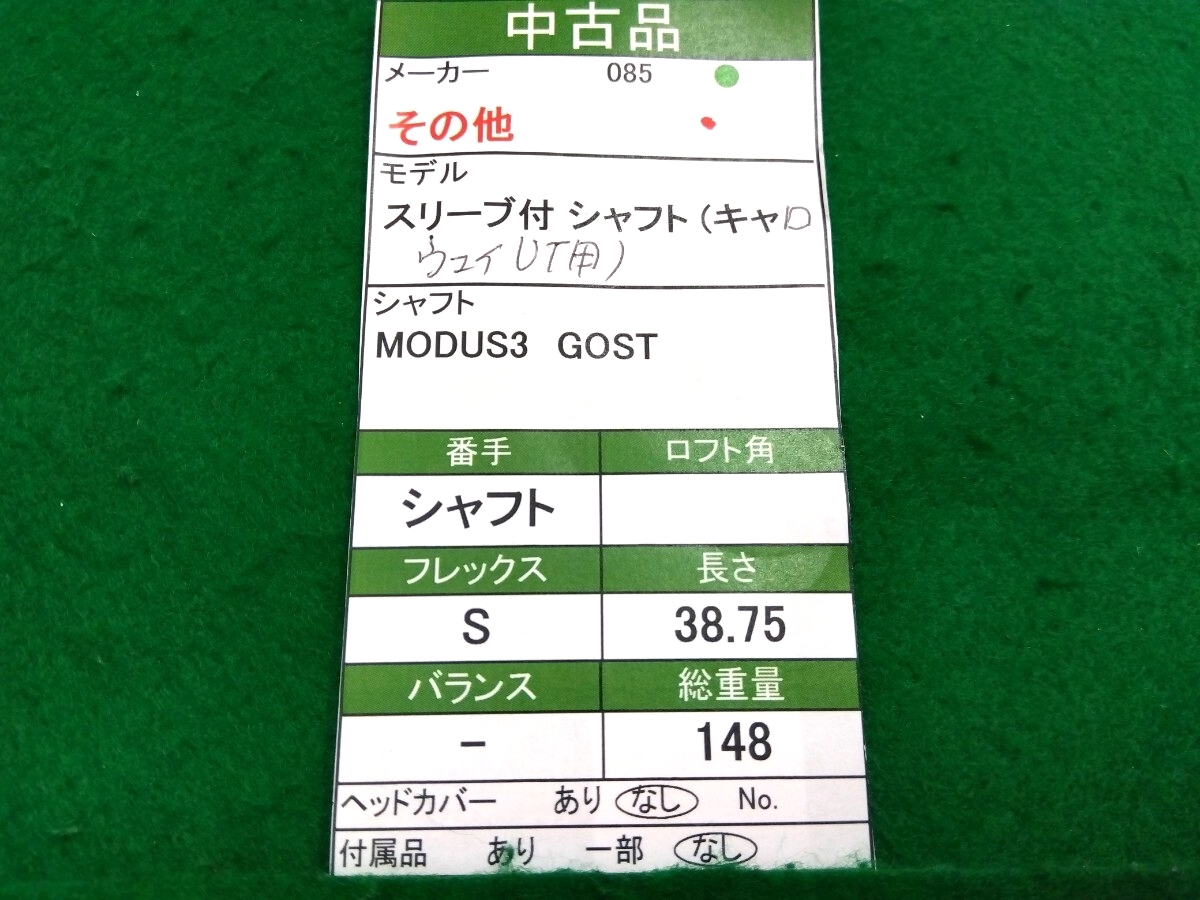 中古品
メーカー 085
その他
モデル
スリーブ付 シャフト (キャロ
ウェイUT用)
シャフト
MODUS3 GOST
番手 ロフト角
シャフト
フレックス 長さ
S 38.75
バランス 総重量
- 148
ヘッドカバー あり なし No.
付属品 あり 一部 なし